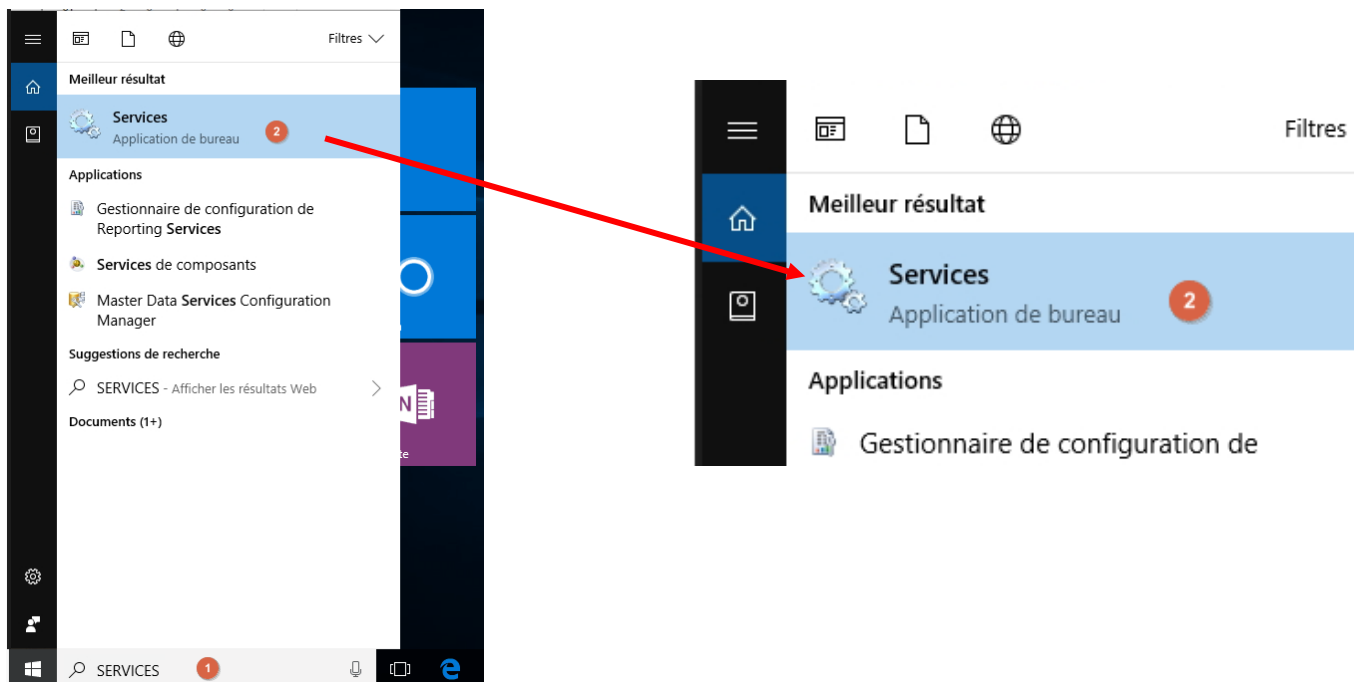 Filtres
Meilleur résultat
Services
Application de bureau
2
Applications
Gestionnaire de configuration de
Reporting Services
Services de composants
Master Data Services Configuration
Manager
Suggestions de recherche
SERVICES - Afficher les résultats Web
Documents (1+)
N
te
SERVICES
1
Filtres
Meilleur résultat
Services
Application de bureau
2
Applications
Gestionnaire de configuration de